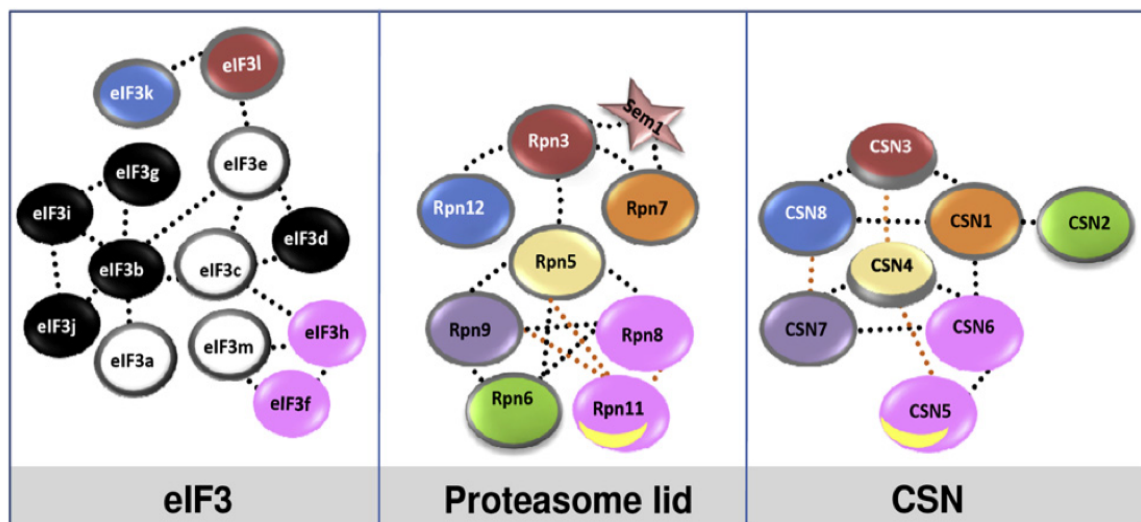 eIF3l
eIF3k
eIF3e
eIF3g
eIF3i
eIF3d
eIF3b
eIF3c
eIF3j
eIF3h
eIF3m
eIF3a
eIF3f
eIF3
Sem1
Rpn3
Rpn12
Rpn7
Rpn5
Rpn9
Rpn8
Rpn6
Rpn11
Proteasome lid
CSN3
CSN8
CSN1
CSN2
CSN4
CSN7
CSN6
CSN5
CSN